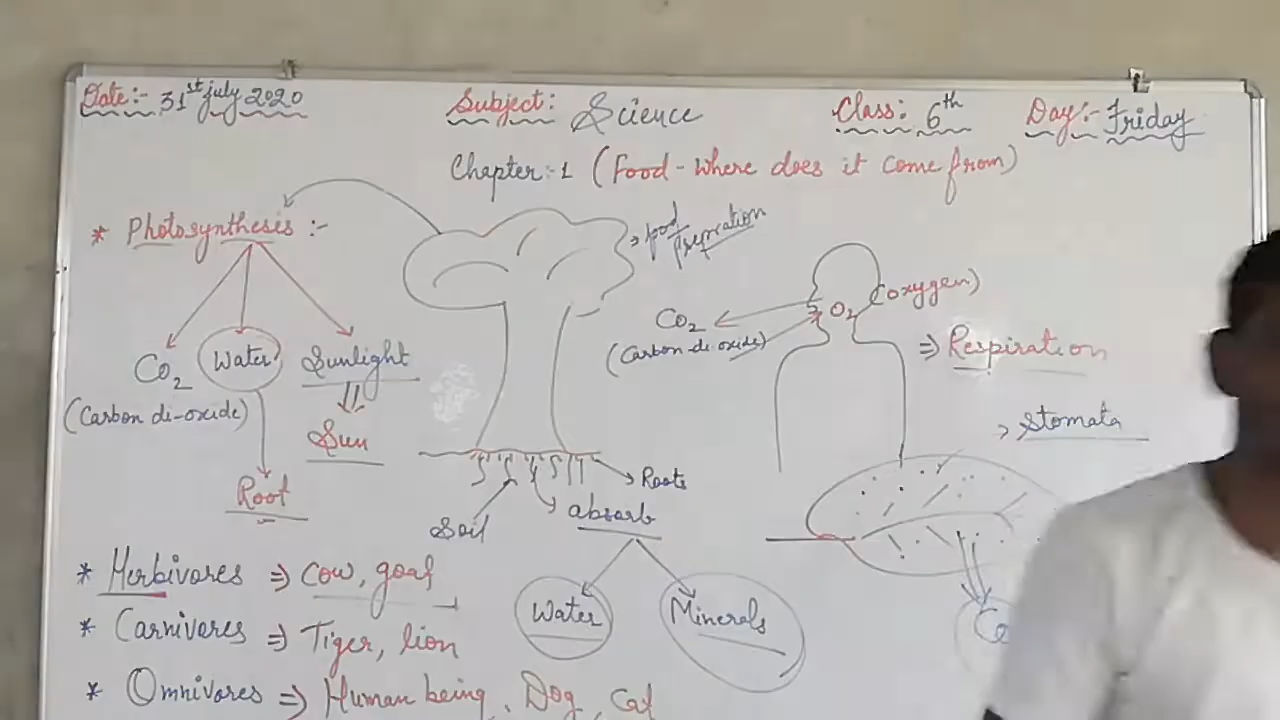 Date:- 31st july 2020
Subject: Science
Class: 6th
Day:- Friday
Chapter:-1 (Food - where does it come from)
* Photosynthesis :-
CO2
(Carbon di-oxide)
Water
Sunlight
Sun
Root
food
prepration
Roots
Soil
absorb
Water
Minerals
CO2
(Carbon di oxide)
O2
(oxygen)
⇒ Respiration
Stomata
* Herbivores ⇒ Cow, goat
* Carnivores ⇒ Tiger, lion
* Omnivores ⇒ Human being, Dog, Cat